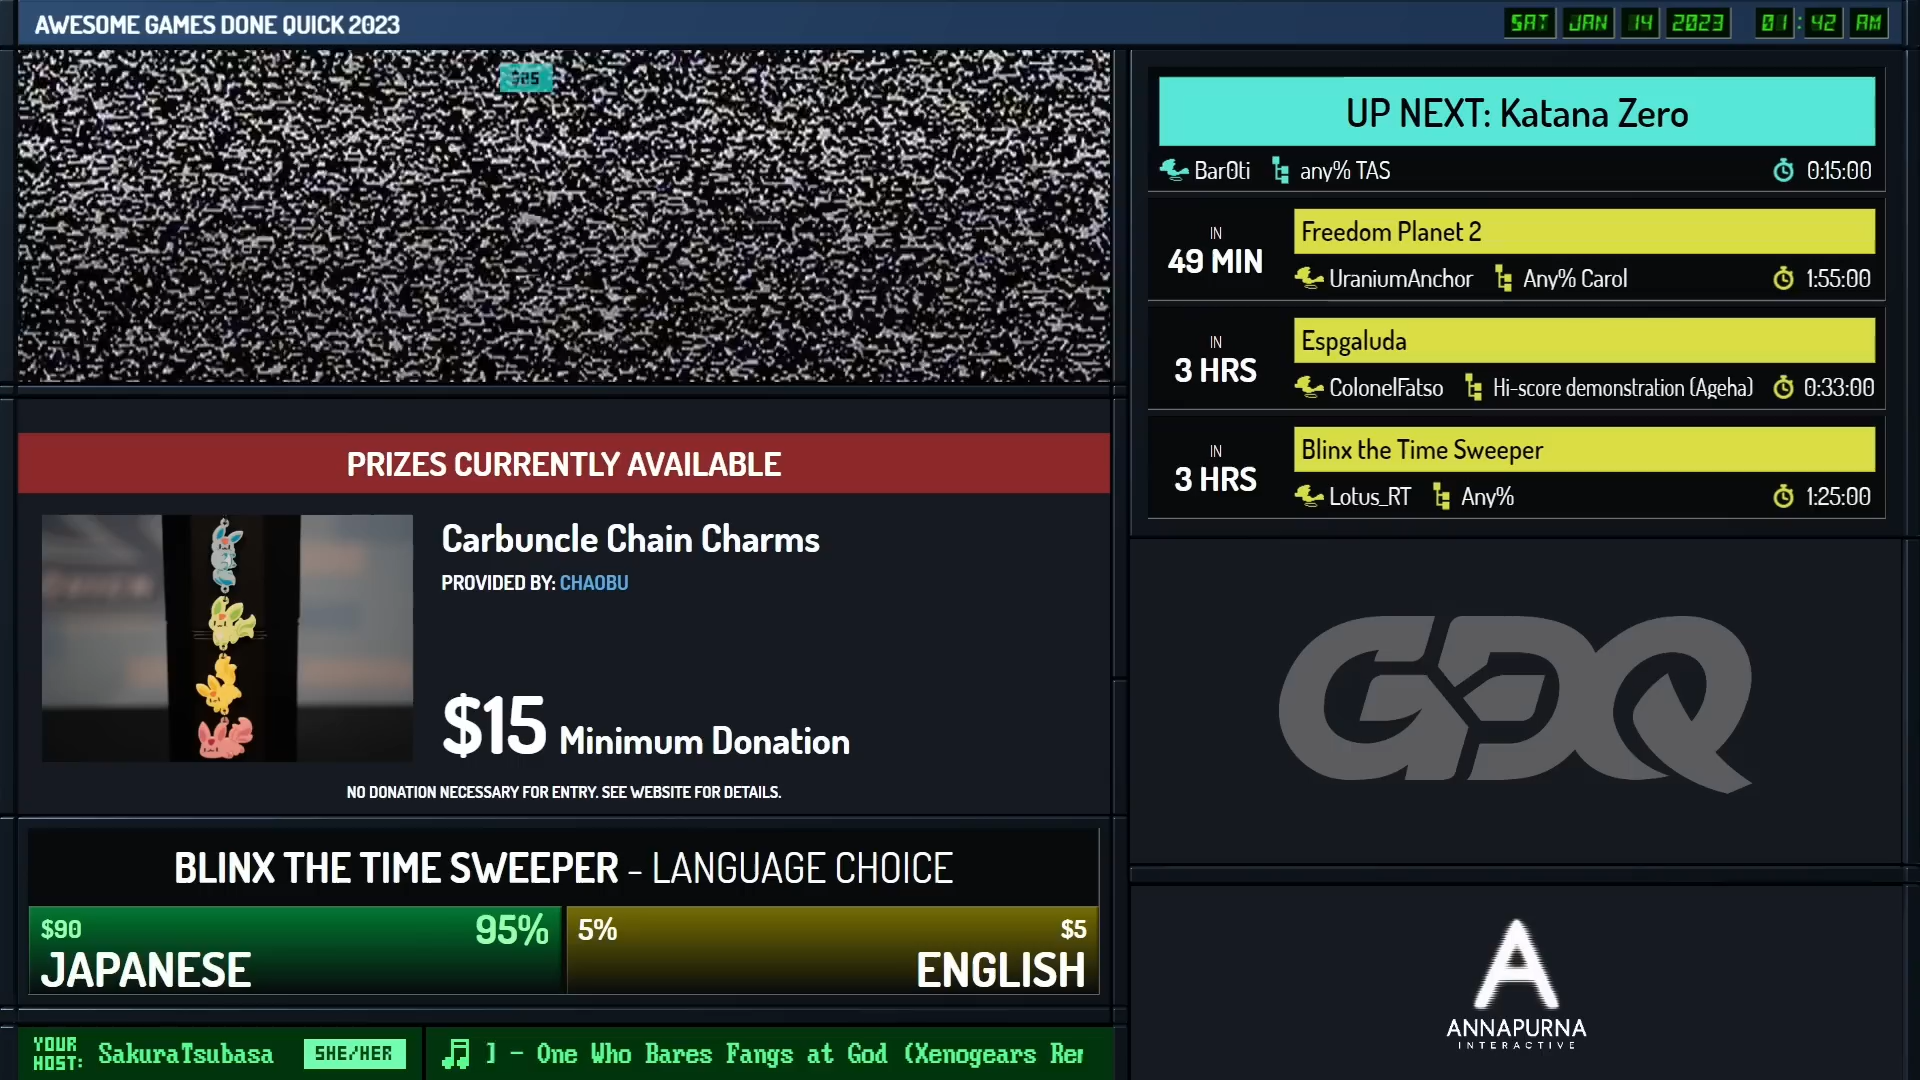 AWESOME GAMES DONE QUICK 2023
SAT JAN 14 2023 01:42 AM
UP NEXT: Katana Zero
Bar0ti any% TAS 0:15:00
IN
49 MIN
Freedom Planet 2
UraniumAnchor Any% Carol 1:55:00
IN
3 HRS
Espgaluda
ColonelFatso Hi-score demonstration (Ageha) 0:33:00
IN
3 HRS
Blinx the Time Sweeper
Lotus_RT Any% 1:25:00
PRIZES CURRENTLY AVAILABLE
Carbuncle Chain Charms
PROVIDED BY: CHAOBU
$15 Minimum Donation
NO DONATION NECESSARY FOR ENTRY. SEE WEBSITE FOR DETAILS.
BLINX THE TIME SWEEPER – LANGUAGE CHOICE
$90 95%
JAPANESE
5% $5
ENGLISH
GDQ
A
ANNAPURNA
INTERACTIVE
YOUR
HOST: SakuraTsubasa SHE/HER
] - One Who Bares Fangs at God (Xenogears Rem